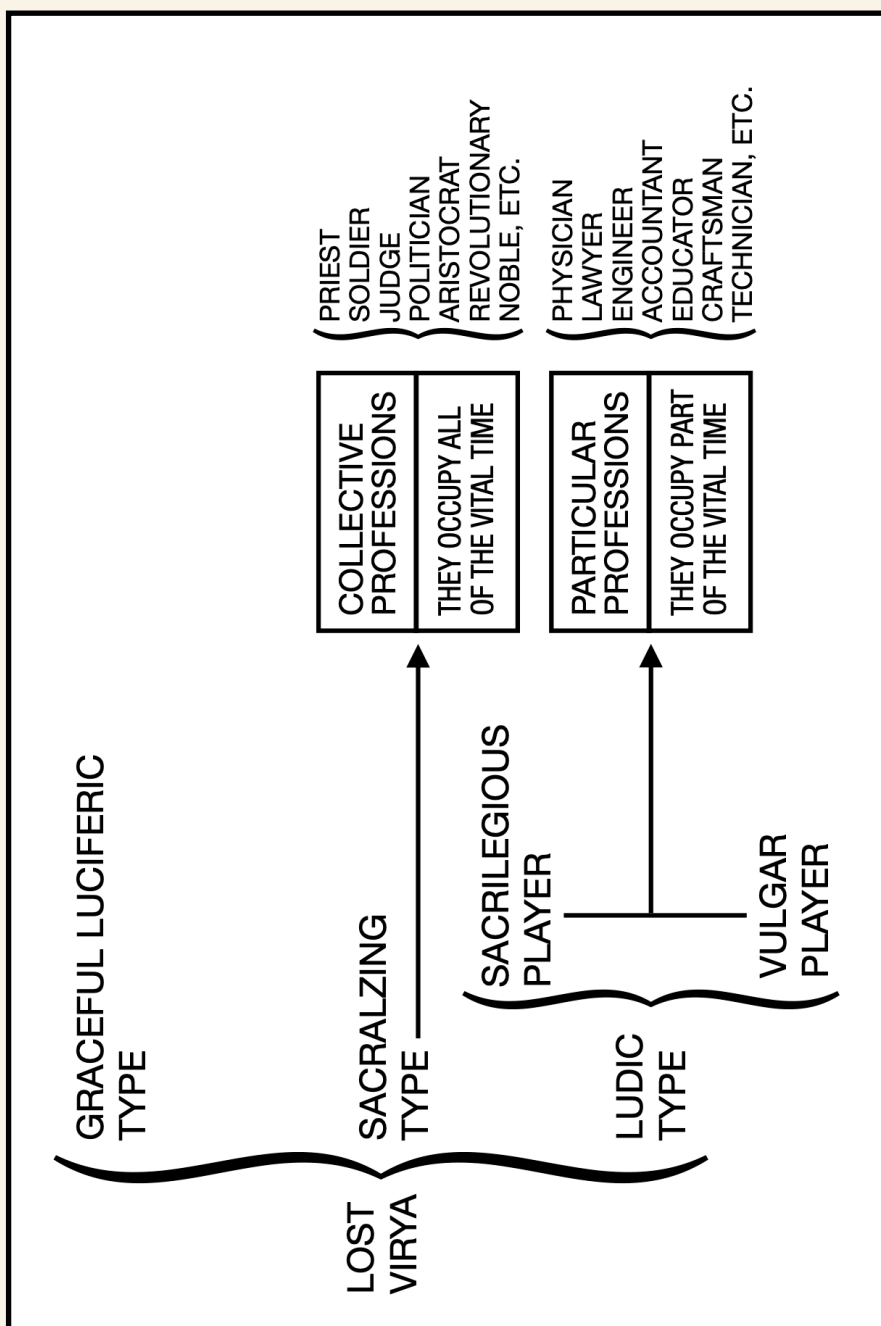 LOST
VIRYA
GRACEFUL LUCIFERIC
TYPE
SACRALZING
TYPE
COLLECTIVE
PROFESSIONS
THEY OCCUPY ALL
OF THE VITAL TIME
PRIEST
SOLDIER
JUDGE
POLITICIAN
ARISTOCRAT
REVOLUTIONARY
NOBLE, ETC.
LUDIC
TYPE
SACRILEGIOUS
PLAYER
VULGAR
PLAYER
PARTICULAR
PROFESSIONS
THEY OCCUPY PART
OF THE VITAL TIME
PHYSICIAN
LAWYER
ENGINEER
ACCOUNTANT
EDUCATOR
CRAFTSMAN
TECHNICIAN, ETC.